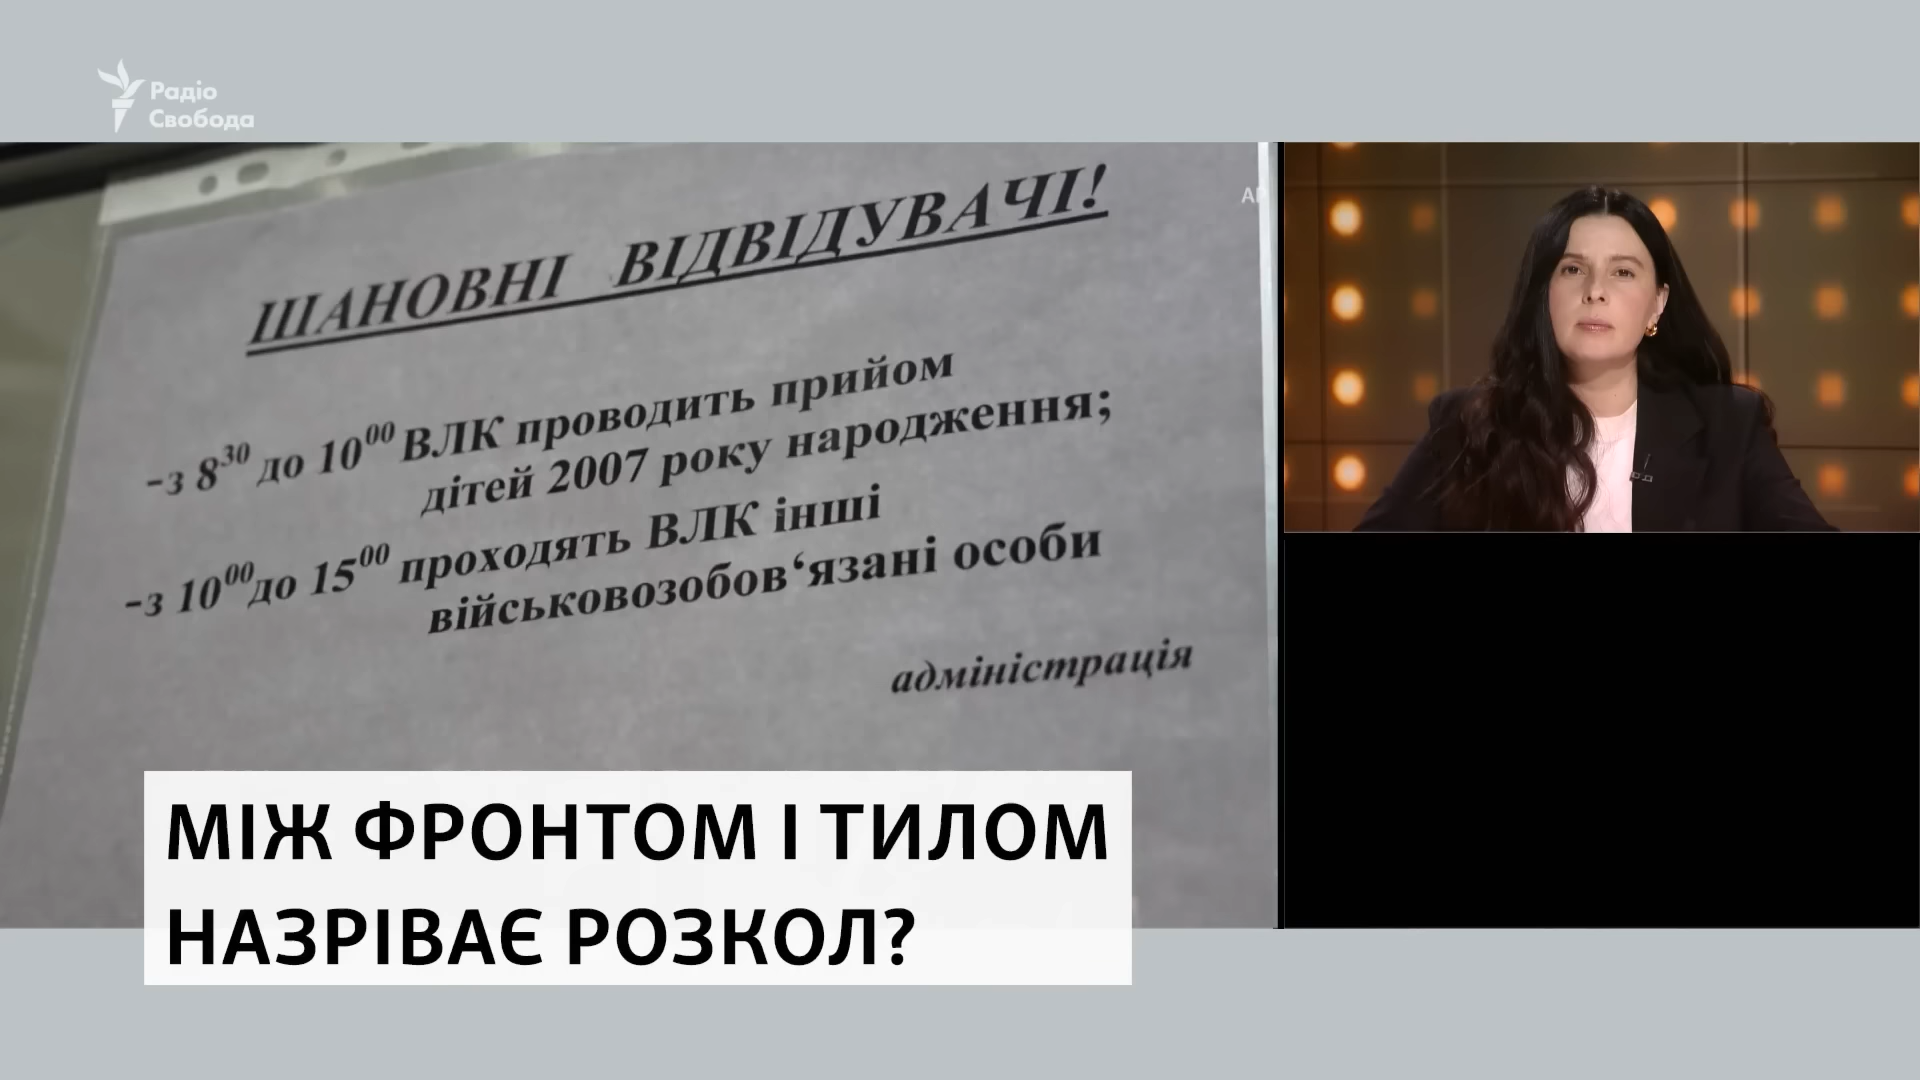 Радіо
Свобода
ШАНОВНІ ВІДВІДУВАЧІ!
AP
-з 8³⁰ до 10⁰⁰ ВЛК проводить прийом
дітей 2007 року народження;
-з 10⁰⁰до 15⁰⁰ проходять ВЛК інші
військовозобов‘язані особи
адміністрація
МІЖ ФРОНТОМ І ТИЛОМ
НАЗРІВАЄ РОЗКОЛ?